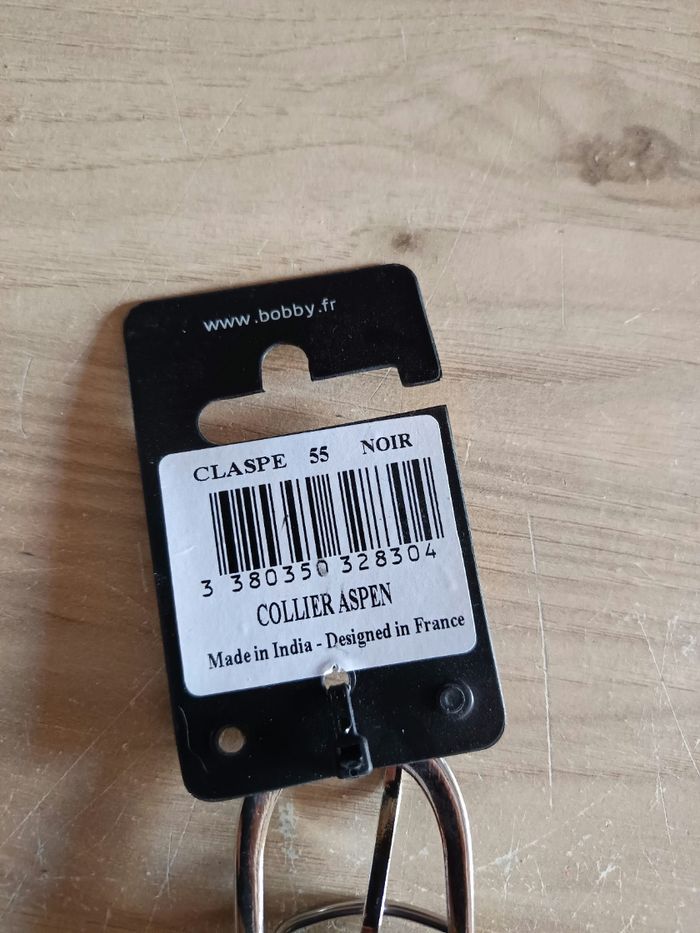 www.bobby.fr
CLASPE 55 NOIR
3 380350 328304
COLLIER ASPEN
Made in India - Designed in France